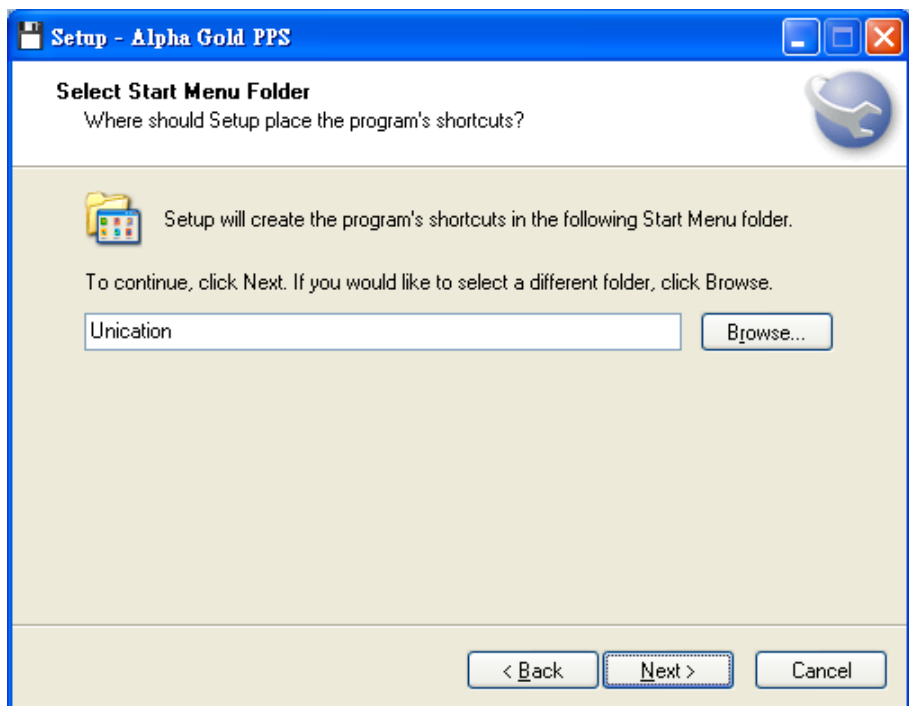 Setup - Alpha Gold PPS
Select Start Menu Folder
Where should Setup place the program's shortcuts?
Setup will create the program's shortcuts in the following Start Menu folder.
To continue, click Next. If you would like to select a different folder, click Browse.
Unication
Browse...
< Back
Next >
Cancel